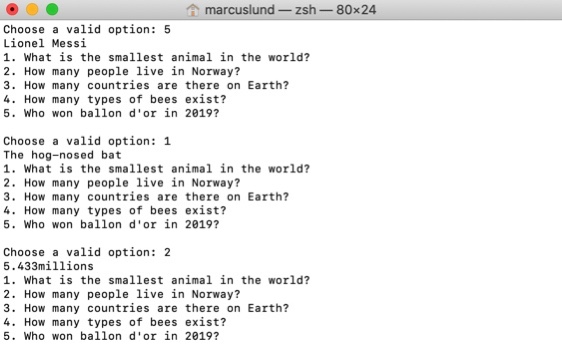 marcuslund — zsh — 80×24
Choose a valid option: 5
Lionel Messi
1. What is the smallest animal in the world?
2. How many people live in Norway?
3. How many countries are there on Earth?
4. How many types of bees exist?
5. Who won ballon d'or in 2019?

Choose a valid option: 1
The hog-nosed bat
1. What is the smallest animal in the world?
2. How many people live in Norway?
3. How many countries are there on Earth?
4. How many types of bees exist?
5. Who won ballon d'or in 2019?

Choose a valid option: 2
5.433millions
1. What is the smallest animal in the world?
2. How many people live in Norway?
3. How many countries are there on Earth?
4. How many types of bees exist?
5. Who won ballon d'or in 2019?